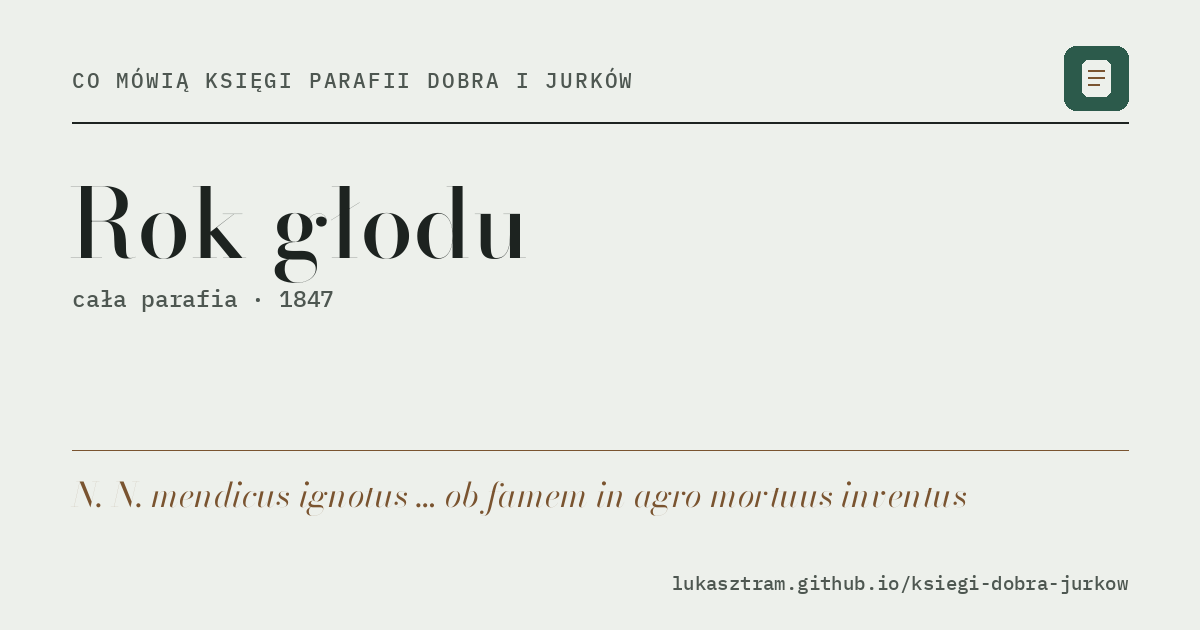 CO MÓWIĄ KSIĘGI PARAFII DOBRA I JURKÓW
Rok głodu
cała parafia · 1847
N. N. mendicus ignotus ... ob famem in agro mortuus inventus
lukasztram.github.io/ksiegi-dobra-jurkow